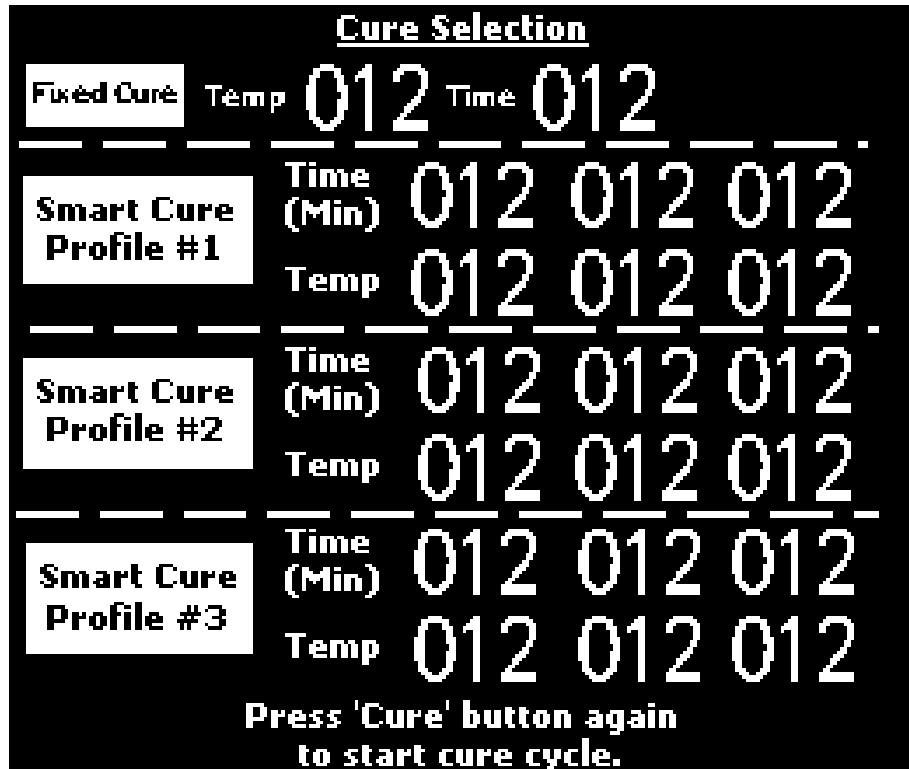 Cure Selection
Fixed Cure Temp 012 Time 012
Smart Cure
Profile #1
Time
(Min)
012 012 012
Temp 012 012 012
Smart Cure
Profile #2
Time
(Min)
012 012 012
Temp 012 012 012
Smart Cure
Profile #3
Time
(Min)
012 012 012
Temp 012 012 012
Press 'Cure' button again
to start cure cycle.